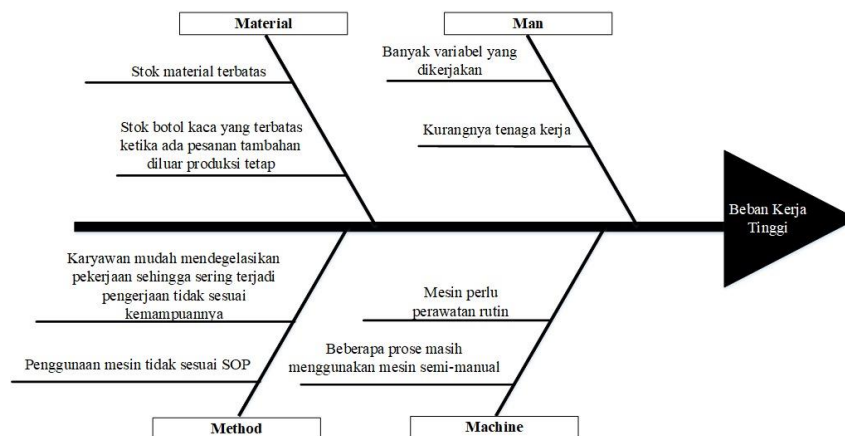 Material
Man
Stok material terbatas
Stok botol kaca yang terbatas
ketika ada pesanan tambahan
diluar produksi tetap
Banyak variabel yang
dikerjakan
Kurangnya tenaga kerja
Beban Kerja
Tinggi
Karyawan mudah mendegelasikan
pekerjaan sehingga sering terjadi
pengerjaan tidak sesuai
kemampuannya
Penggunaan mesin tidak sesuai SOP
Mesin perlu
perawatan rutin
Beberapa prose masih
menggunakan mesin semi-manual
Method
Machine